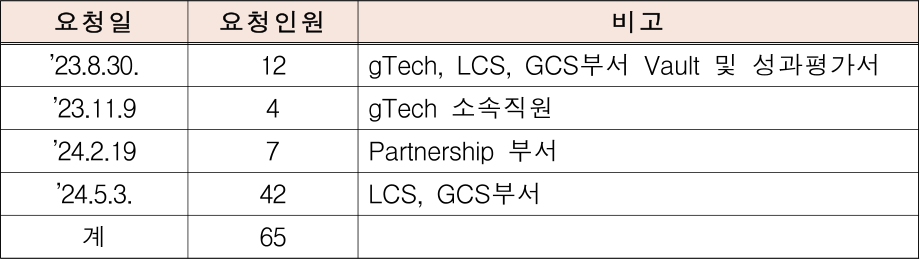 요청일 요청인원 비고
’23.8.30. 12 gTech, LCS, GCS부서 Vault 및 성과평가서
’23.11.9 4 gTech 소속직원
’24.2.19 7 Partnership 부서
’24.5.3. 42 LCS, GCS부서
계 65